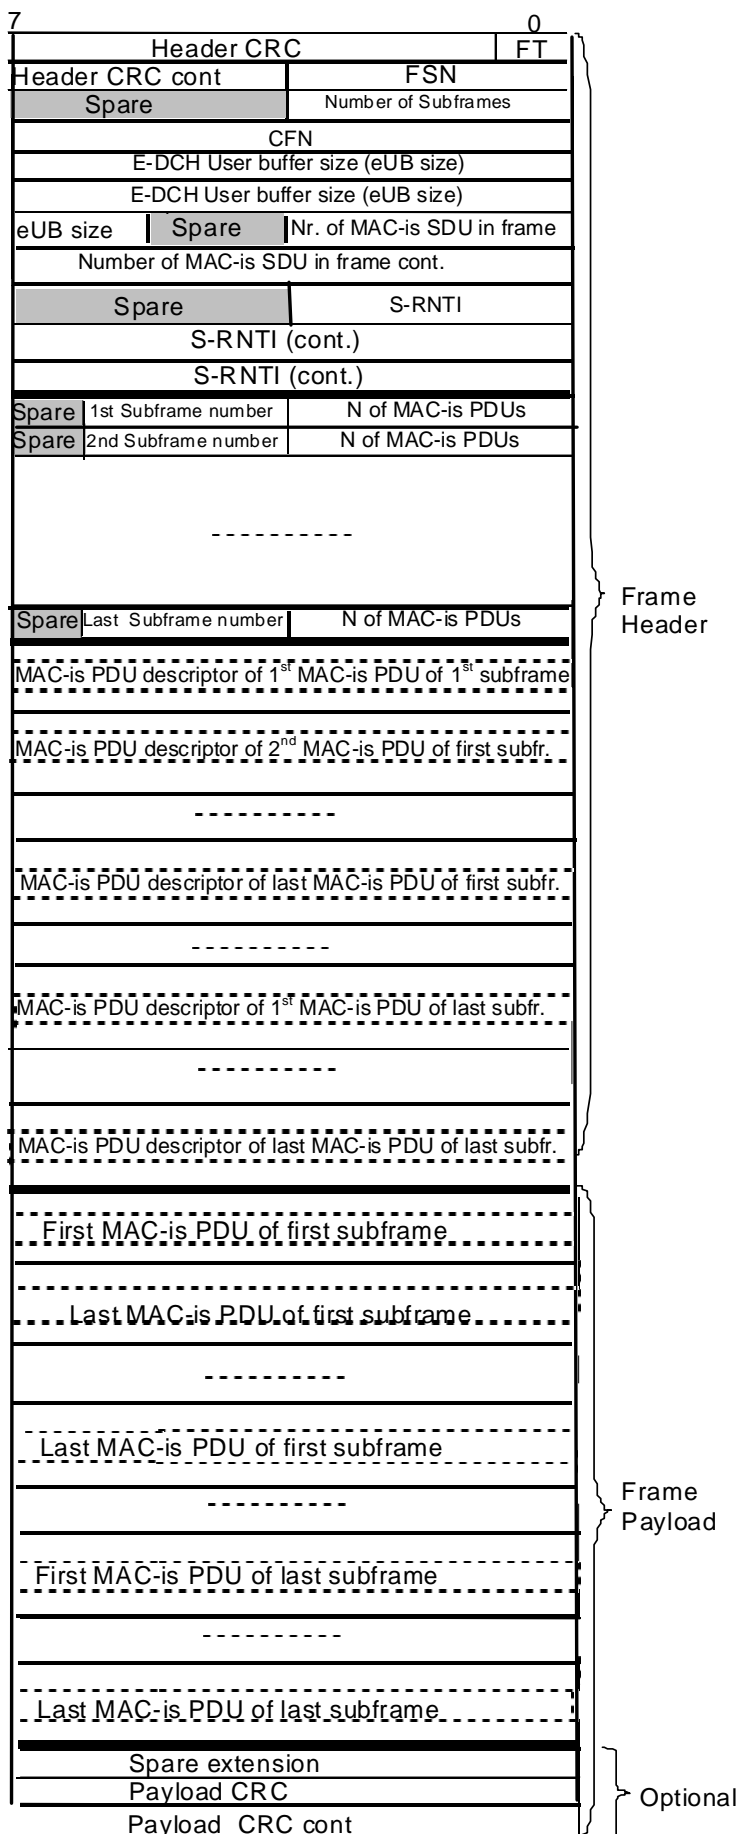 7 0
Header CRC FT
Header CRC cont FSN
Spare Number of Subframes
CFN
E-DCH User buffer size (eUB size)
E-DCH User buffer size (eUB size)
eUB size Spare Nr. of MAC-is SDU in frame
Number of MAC-is SDU in frame cont.
Spare S-RNTI
S-RNTI (cont.)
S-RNTI (cont.)
Spare 1st Subframe number N of MAC-is PDUs
Spare 2nd Subframe number N of MAC-is PDUs
Frame
Header
Spare Last Subframe number N of MAC-is PDUs
MAC-is PDU descriptor of 1st MAC-is PDU of 1st subframe
MAC-is PDU descriptor of 2nd MAC-is PDU of first subfr.
MAC-is PDU descriptor of last MAC-is PDU of first subfr.
MAC-is PDU descriptor of 1st MAC-is PDU of last subfr.
MAC-is PDU descriptor of last MAC-is PDU of last subfr.
First MAC-is PDU of first subframe
Last MAC-is PDU of first subframe
Last MAC-is PDU of first subframe
Frame
Payload
First MAC-is PDU of last subframe
Last MAC-is PDU of last subframe
Spare extension
Payload CRC
Optional
Payload CRC cont